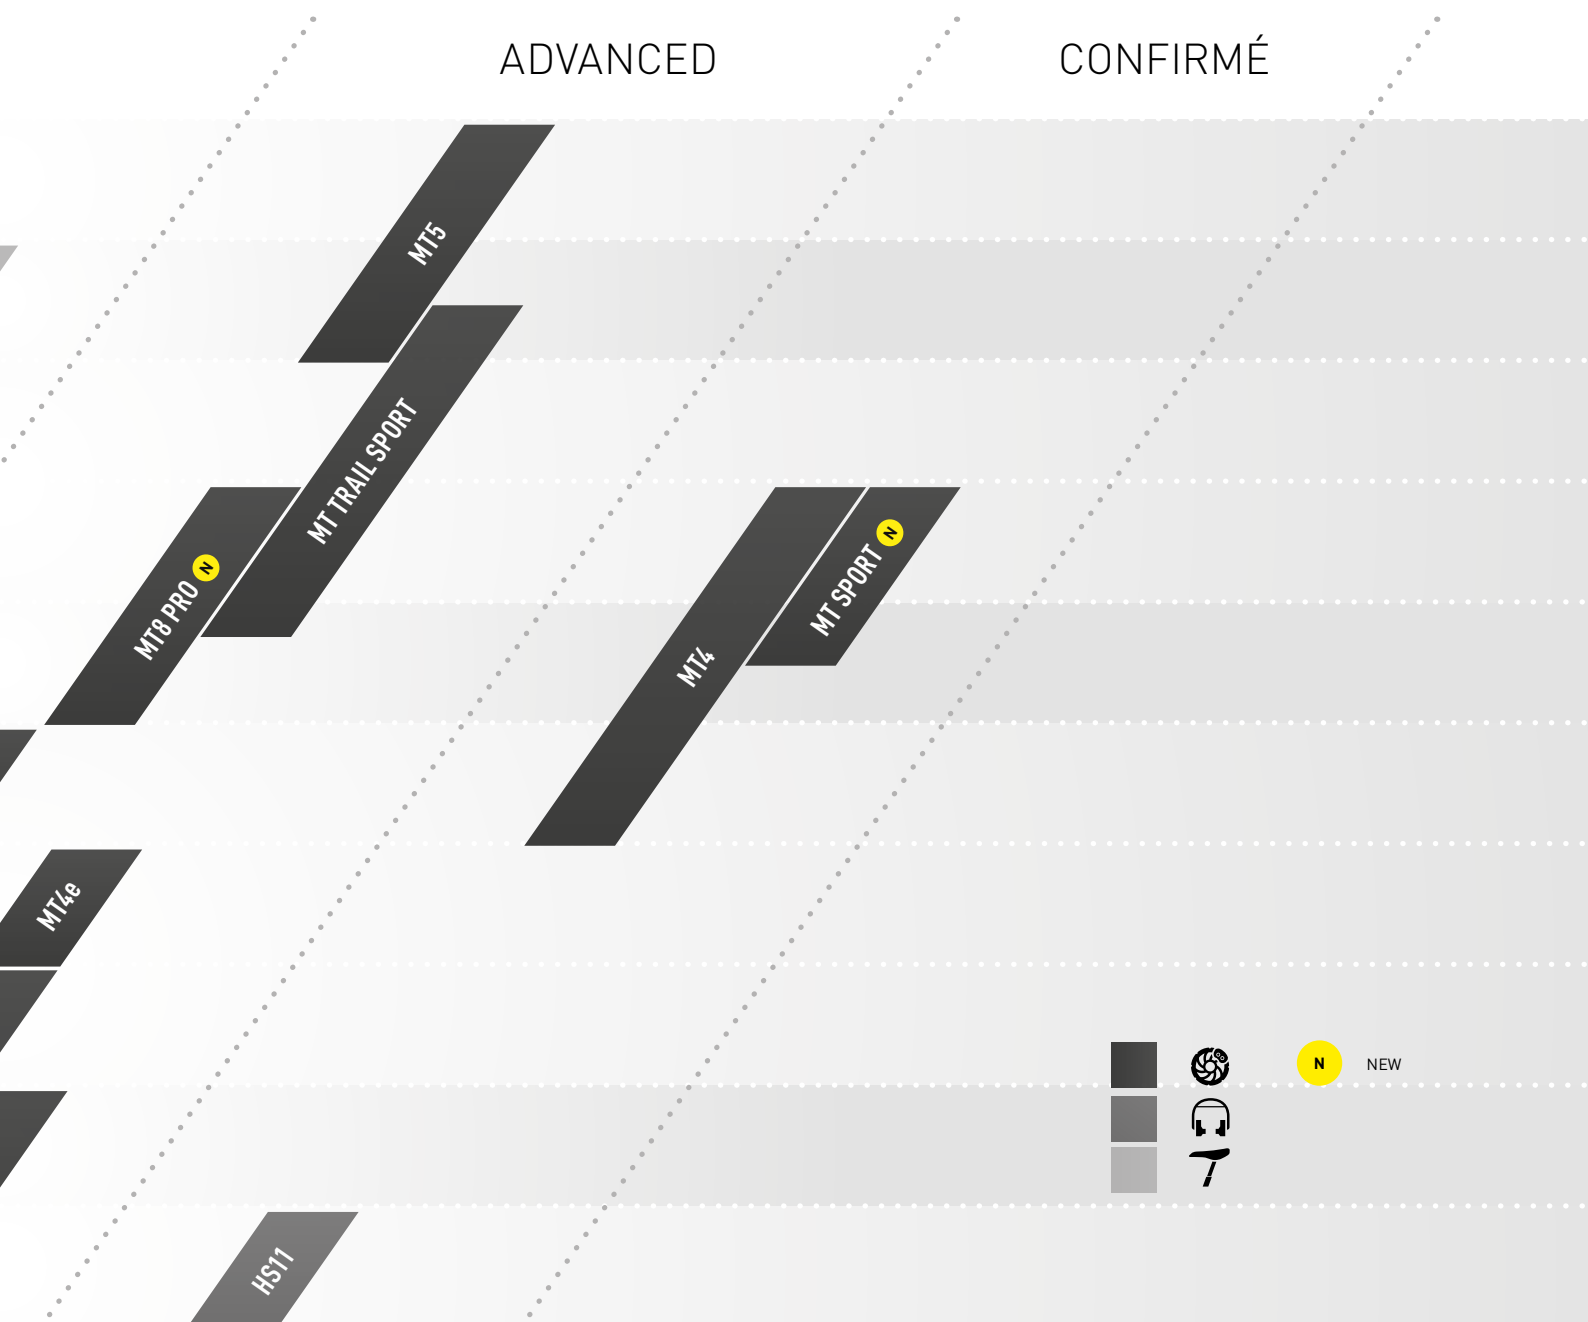 ADVANCED
CONFIRMÉ
MT5
MT TRAIL SPORT
MT8 PRO N
MT SPORT N
MT4
MT4e
N NEW
HS11